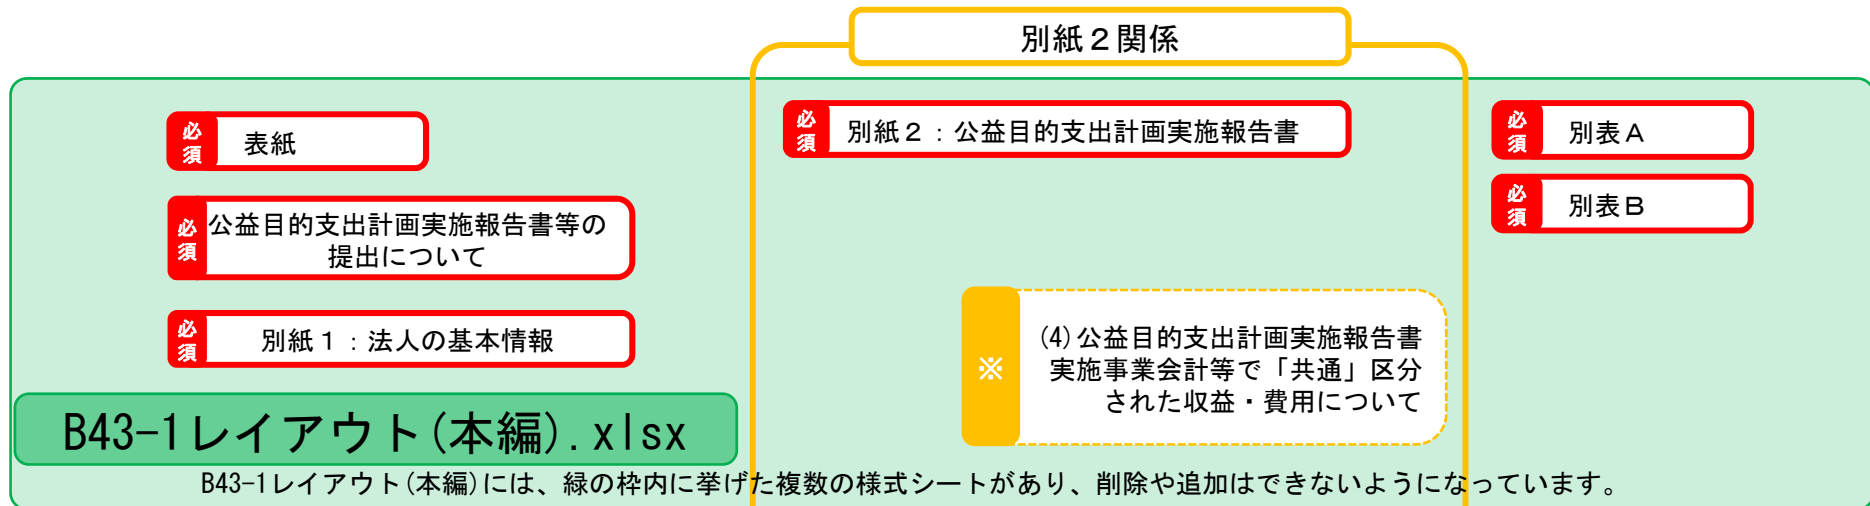 別紙２関係
必須
表紙
必須
公益目的支出計画実施報告書等の
提出について
必須
別紙１：法人の基本情報
B43-1レイアウト(本編).xlsx
必須
別紙２：公益目的支出計画実施報告書
※
(4)公益目的支出計画実施報告書
実施事業会計等で「共通」区分
された収益・費用について
必須
別表Ａ
必須
別表Ｂ
B43-1レイアウト(本編)には、緑の枠内に挙げた複数の様式シートがあり、削除や追加はできないようになっています。